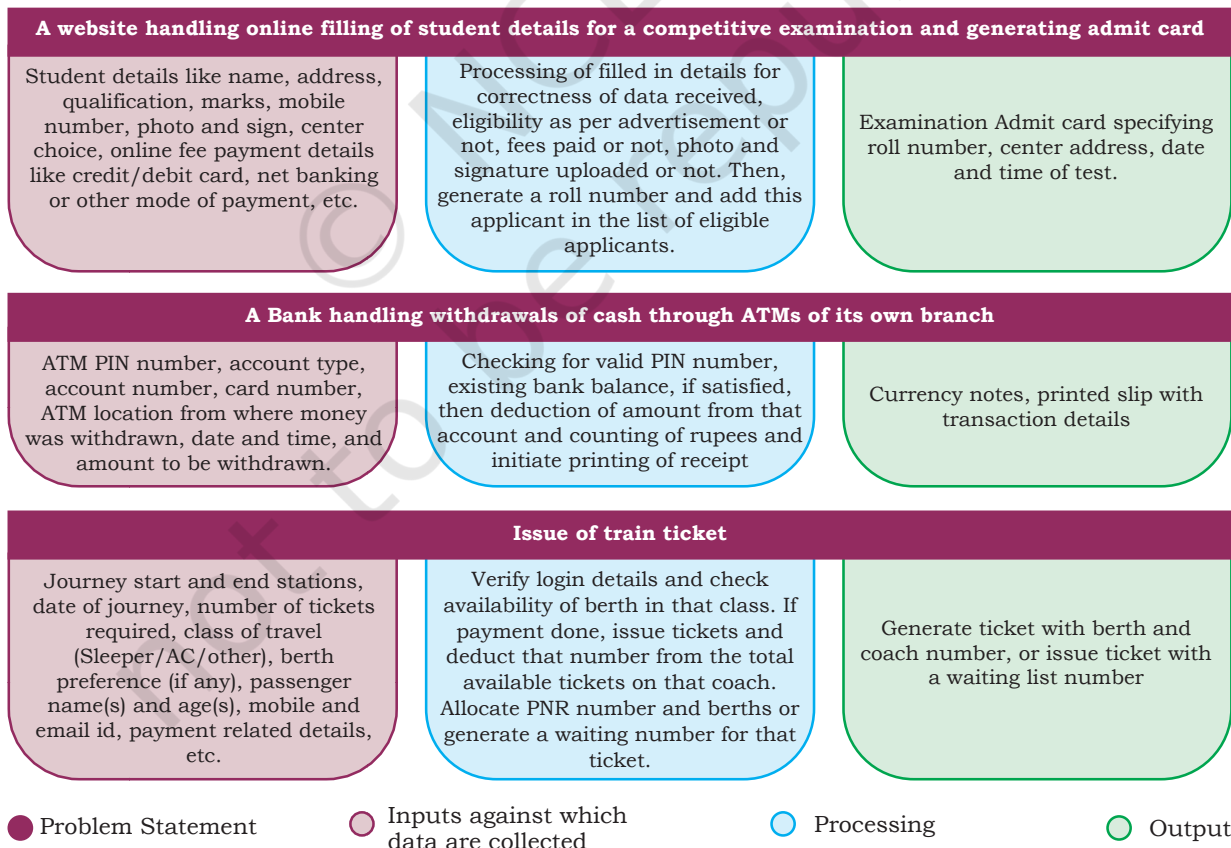 A website handling online filling of student details for a competitive examination and generating admit card
Student details like name, address,
qualification, marks, mobile
number, photo and sign, center
choice, online fee payment details
like credit/debit card, net banking
or other mode of payment, etc.
Processing of filled in details for
correctness of data received,
eligibility as per advertisement or
not, fees paid or not, photo and
signature uploaded or not. Then,
generate a roll number and add this
applicant in the list of eligible
applicants.
Examination Admit card specifying
roll number, center address, date
and time of test.
A Bank handling withdrawals of cash through ATMs of its own branch
ATM PIN number, account type,
account number, card number,
ATM location from where money
was withdrawn, date and time, and
amount to be withdrawn.
Checking for valid PIN number,
existing bank balance, if satisfied,
then deduction of amount from that
account and counting of rupees and
initiate printing of receipt
Currency notes, printed slip with
transaction details
Issue of train ticket
Journey start and end stations,
date of journey, number of tickets
required, class of travel
(Sleeper/AC/other), berth
preference (if any), passenger
name(s) and age(s), mobile and
email id, payment related details,
etc.
Verify login details and check
availability of berth in that class. If
payment done, issue tickets and
deduct that number from the total
available tickets on that coach.
Allocate PNR number and berths or
generate a waiting number for that
ticket.
Generate ticket with berth and
coach number, or issue ticket with
a waiting list number
Problem Statement
Inputs against which
data are collected
Processing
Output
© NC
not to be repu